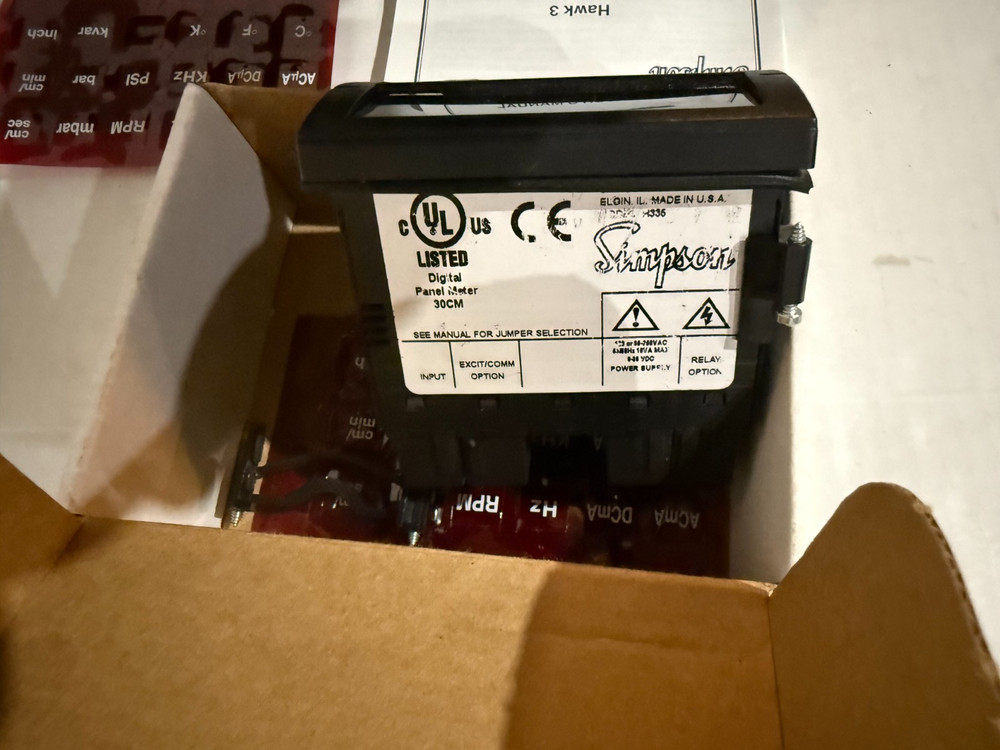 Hawk 3
Simpson
°C °F °K kvar inch
ACμA DCμA KHz PSI bar cm/min
RPM mbar cm/sec
ELGIN, IL. MADE IN U.S.A.
H335
C UL US CE
LISTED
Simpson
Digital
Panel Meter
30CM
SEE MANUAL FOR JUMPER SELECTION
INPUT
EXCIT/COMM
OPTION
POWER SUPPLY
RELAY
OPTION
cm/
min
ACmA DCmA Hz RPM